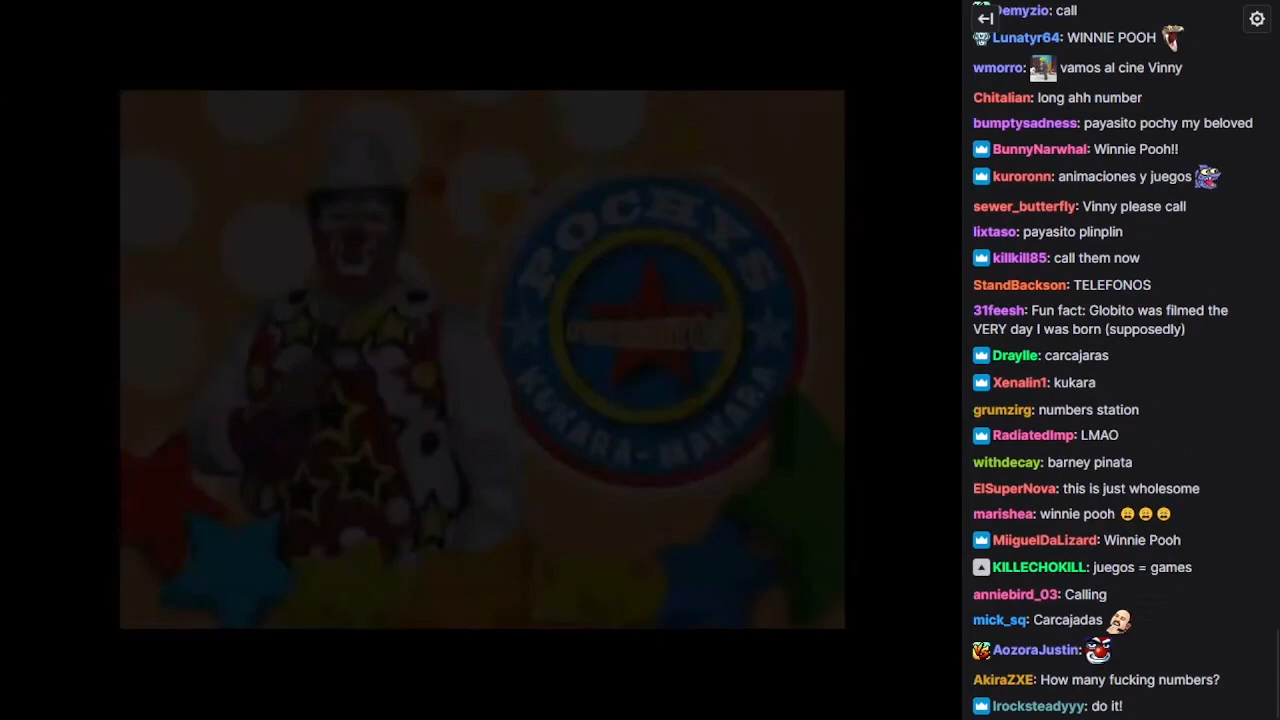 POCHYS
KUKARA-MAKARA
Demyzio: call
Lunatyr64: WINNIE POOH
wmorro: vamos al cine Vinny
Chitalian: long ahh number
bumptysadness: payasito pochy my beloved
BunnyNarwhal: Winnie Pooh!!
kuroronn: animaciones y juegos
sewer_butterfly: Vinny please call
lixtaso: payasito plinplin
killkill85: call them now
StandBackson: TELEFONOS
31feesh: Fun fact: Globito was filmed the
VERY day I was born (supposedly)
Draylle: carcajaras
Xenalin1: kukara
grumzirg: numbers station
RadiatedImp: LMAO
withdecay: barney pinata
ElSuperNova: this is just wholesome
marishea: winnie pooh
MiiguelDaLizard: Winnie Pooh
KILLECHOKILL: juegos = games
anniebird_03: Calling
mick_sq: Carcajadas
AozoraJustin:
AkiraZXE: How many fucking numbers?
lrocksteadyyy: do it!